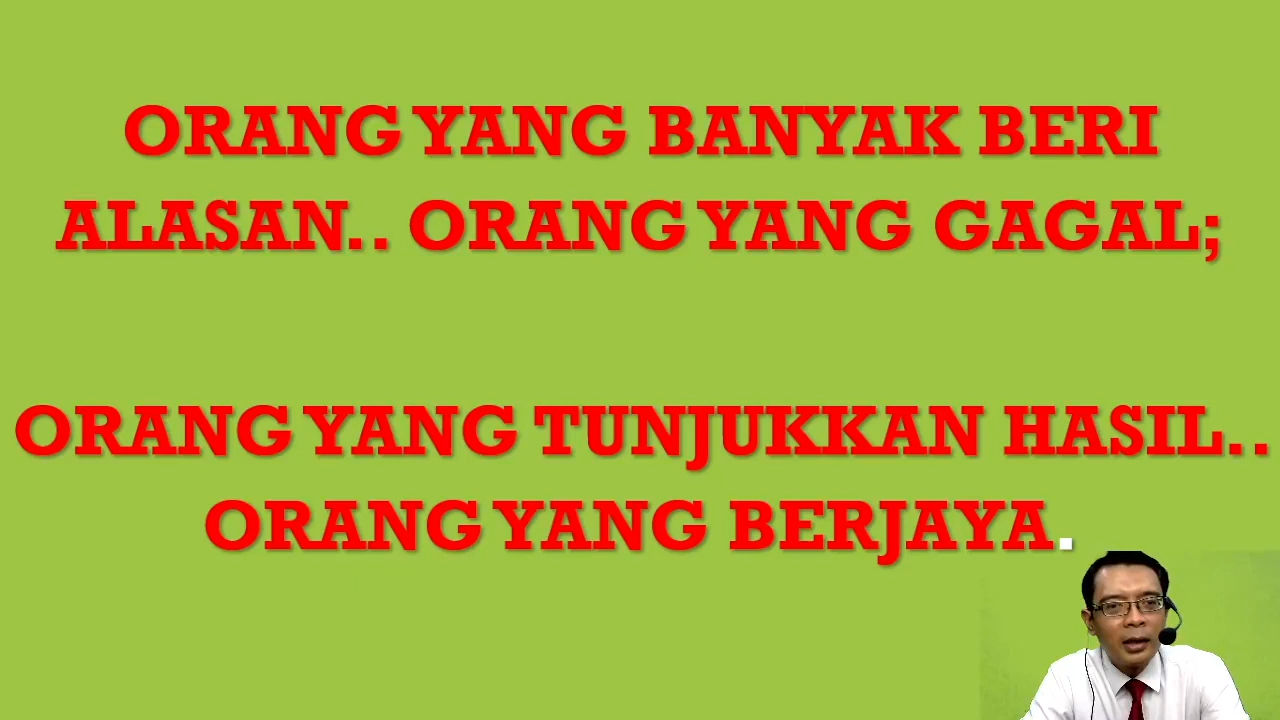 ORANG YANG BANYAK BERI
ALASAN.. ORANG YANG GAGAL;
ORANG YANG TUNJUKKAN HASIL..
ORANG YANG BERJAYA.